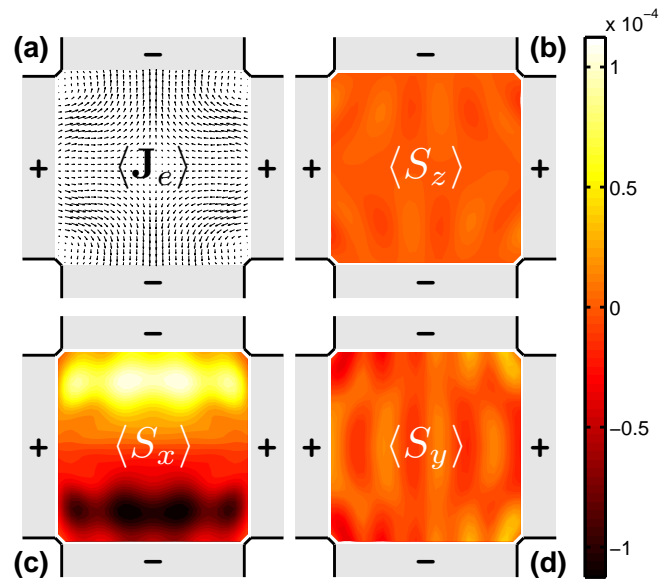 (a)
(b)
x 10⁻⁴
−
−
1
+
⟨J_e⟩
+
+
⟨S_z⟩
+
0.5
−
−
0
−
−
+
⟨S_x⟩
+
+
⟨S_y⟩
+
−0.5
−1
(c)
−
−
(d)